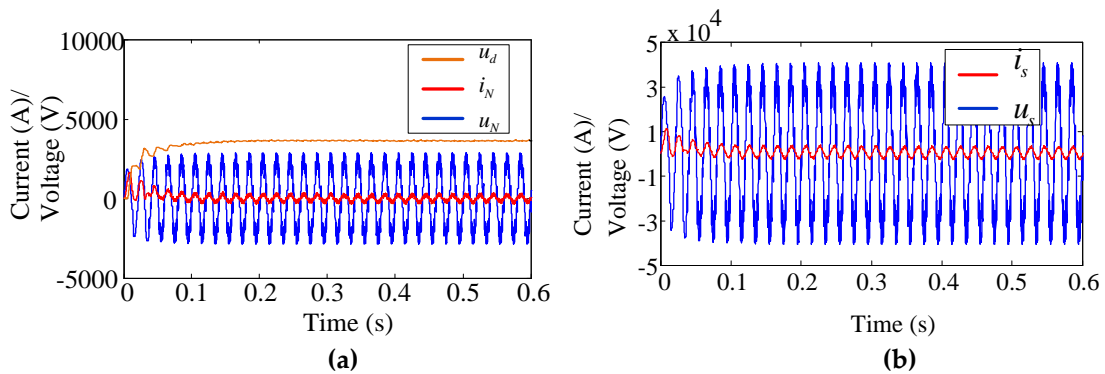 10000
5000
0
-5000
Current (A)/
Voltage (V)
u_d
i_N
u_N
0 0.1 0.2 0.3 0.4 0.5 0.6
Time (s)
(a)
x 10^4
5
3
1
-1
-3
-5
Current (A)/
Voltage (V)
i_s
u_s
0 0.1 0.2 0.3 0.4 0.5 0.6
Time (s)
(b)